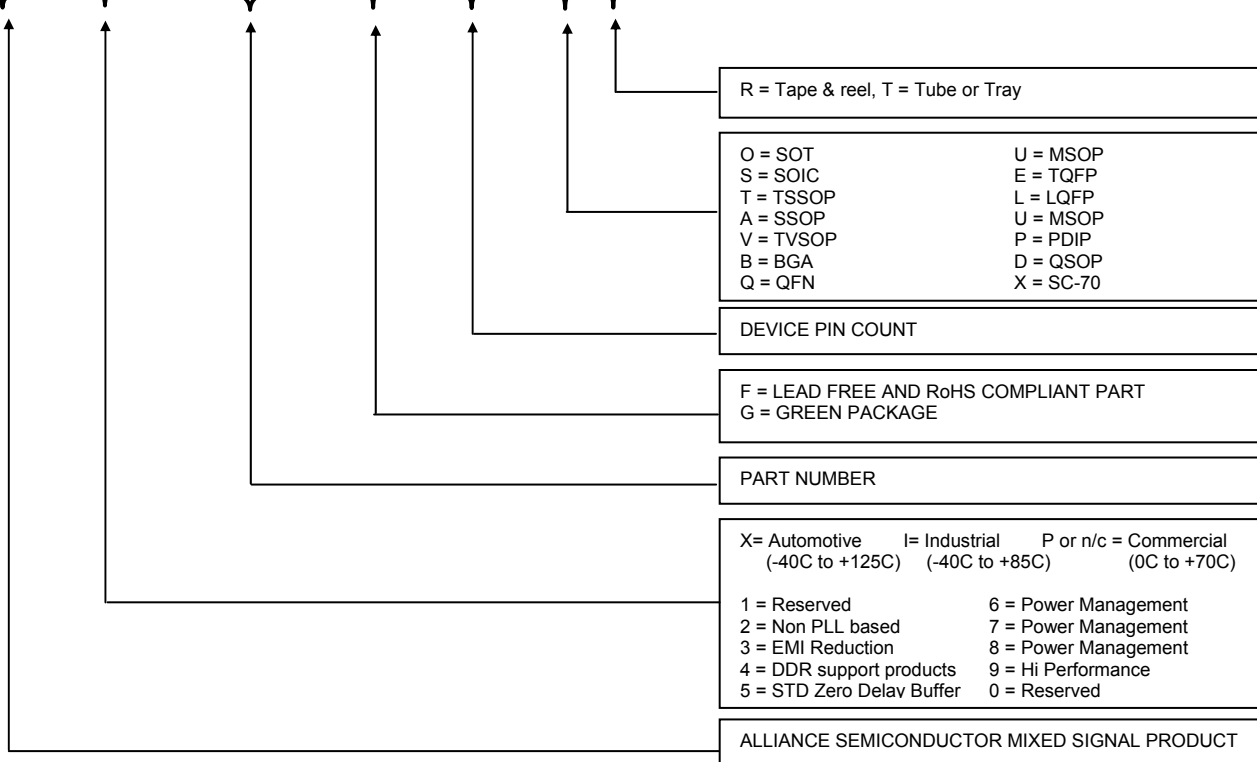 R = Tape & reel, T = Tube or Tray
O = SOT U = MSOP
S = SOIC E = TQFP
T = TSSOP L = LQFP
A = SSOP U = MSOP
V = TVSOP P = PDIP
B = BGA D = QSOP
Q = QFN X = SC-70
DEVICE PIN COUNT
F = LEAD FREE AND RoHS COMPLIANT PART
G = GREEN PACKAGE
PART NUMBER
X= Automotive I= Industrial P or n/c = Commercial
(-40C to +125C) (-40C to +85C) (0C to +70C)
1 = Reserved 6 = Power Management
2 = Non PLL based 7 = Power Management
3 = EMI Reduction 8 = Power Management
4 = DDR support products 9 = Hi Performance
5 = STD Zero Delay Buffer 0 = Reserved
ALLIANCE SEMICONDUCTOR MIXED SIGNAL PRODUCT